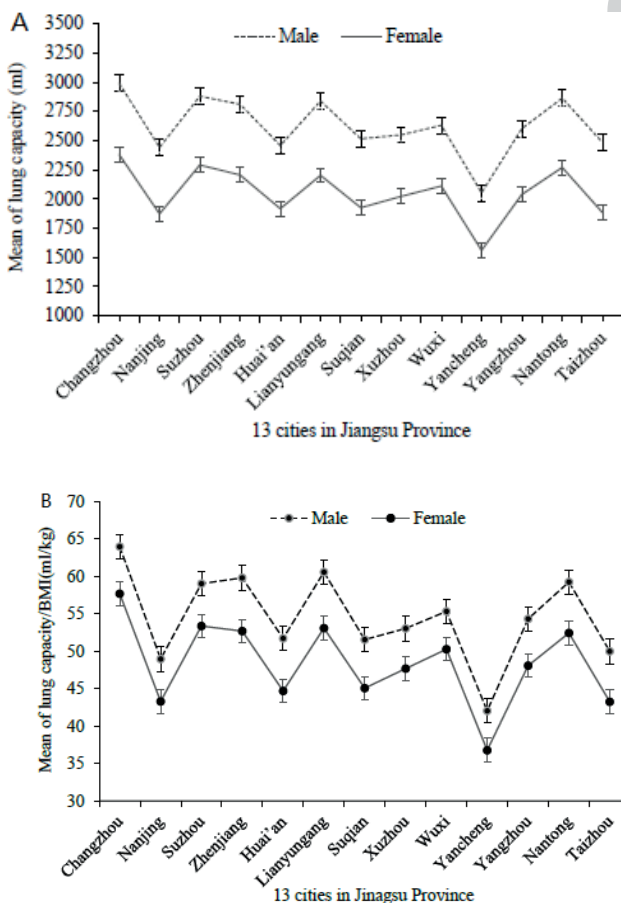 A
Male
Female
Mean of lung capacity (ml)
3500
3000
2750
2500
2250
2000
1750
1500
1250
1000
Changzhou
Nanjing
Suzhou
Zhenjiang
Huai'an
Lianyungang
Suqian
Xuzhou
Wuxi
Yancheng
Yangzhou
Nantong
Taizhou
13 cities in Jiangsu Province
B
Male
Female
Mean of lung capacity/BMI(ml/kg)
70
65
60
55
50
45
40
35
30
Changzhou
Nanjing
Suzhou
Zhenjiang
Huai'an
Lianyungang
Suqian
Xuzhou
Wuxi
Yancheng
Yangzhou
Nantong
Taizhou
13 cities in Jinagsu Province